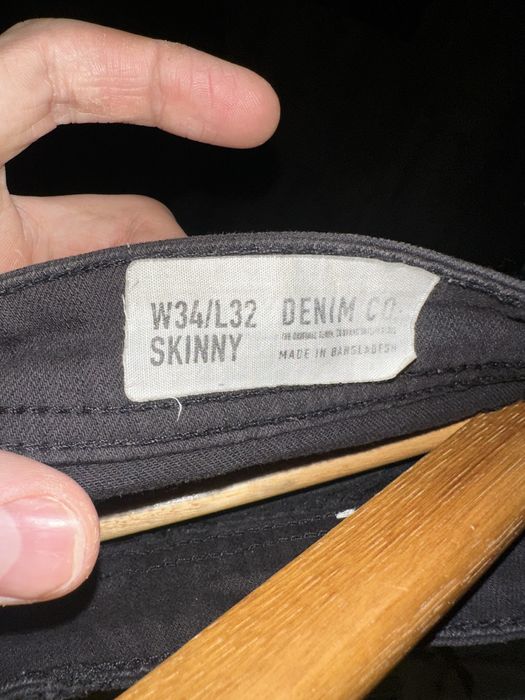 W34/L32
SKINNY
DENIM CO.
MADE IN BANGLADESH